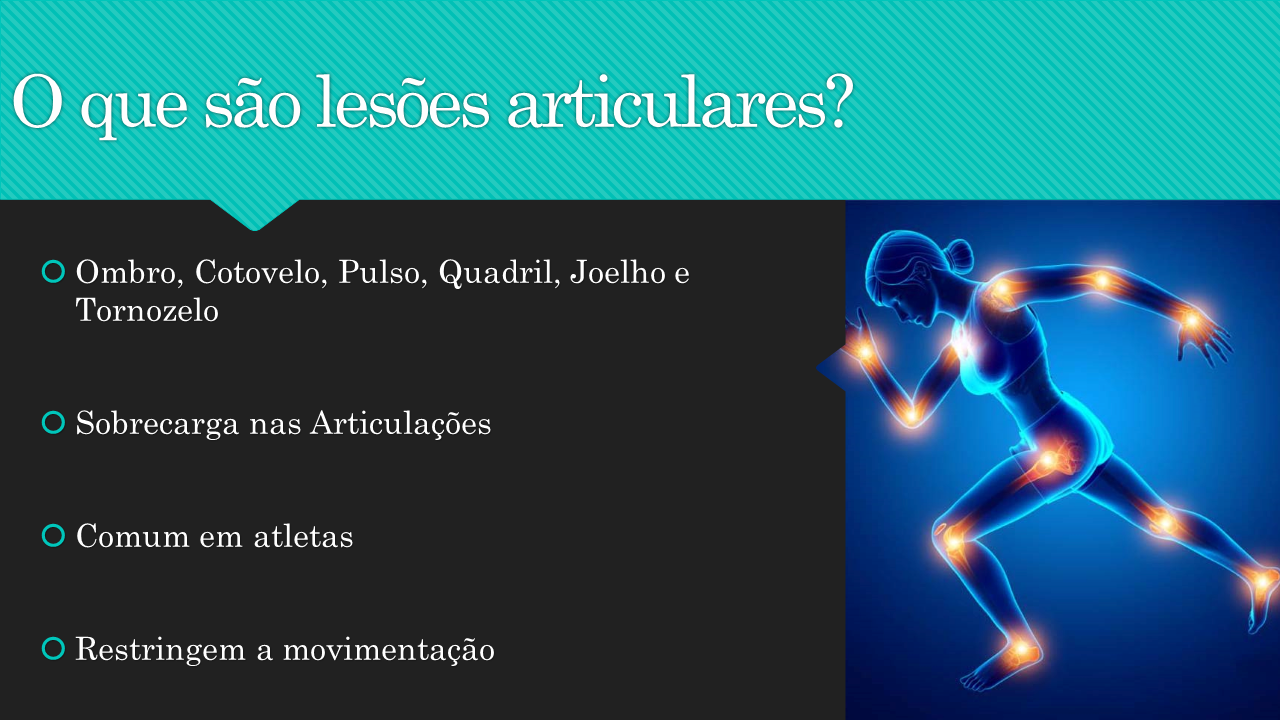 O que são lesões articulares?
Ombro, Cotovelo, Pulso, Quadril, Joelho e
Tornozelo
Sobrecarga nas Articulações
Comum em atletas
Restringem a movimentação